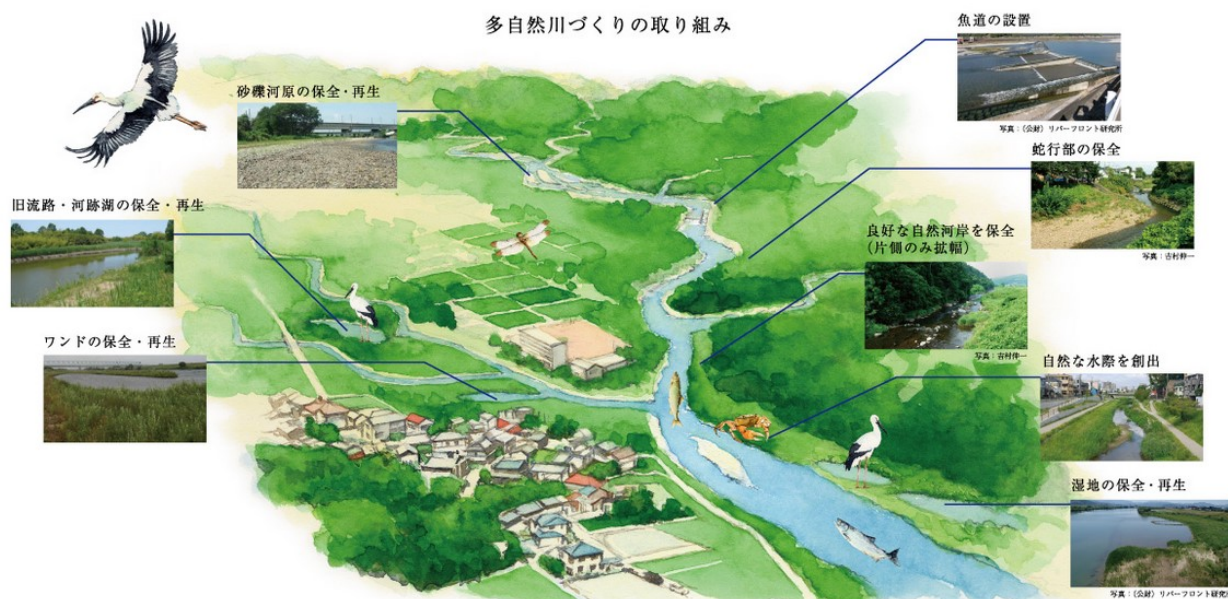 多自然川づくりの取り組み
魚道の設置
写真：（公財）リバーフロント研究所
砂礫河原の保全・再生
蛇行部の保全
写真：吉村伸一
旧流路・河跡湖の保全・再生
良好な自然河岸を保全
（片側のみ拡幅）
写真：吉村伸一
ワンドの保全・再生
自然な水際を創出
湿地の保全・再生
写真：（公財）リバーフロント研究